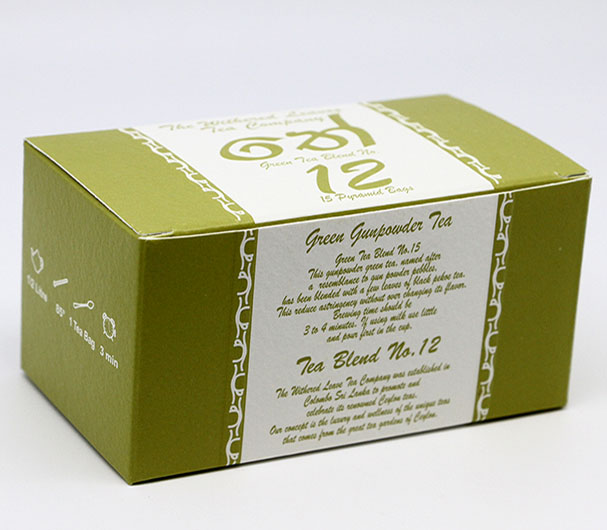 The Withered Leave
Tea Company
තේ
Green Tea Blend No.
12
15 Pyramid Bags
Green Gunpowder Tea
Green Tea Blend No.15
This gunpowder green tea, named after
a resemblance to gun powder pebbles,
has been blended with a few leaves of black pekoe tea.
This reduce astringency without over changing its flavor.
Brewing time should be
3 to 4 minutes. If using milk use little
and pour first in the cup.
Tea Blend No.12
The Withered Leave Tea Company was established in
Colombo Sri Lanka to promote and
celebrate its renowned Ceylon teas.
Our concept is the luxury and wellness of the unique teas
that comes from the great tea gardens of Ceylon.
1/2 Litre
1 Tea Bag
3 min